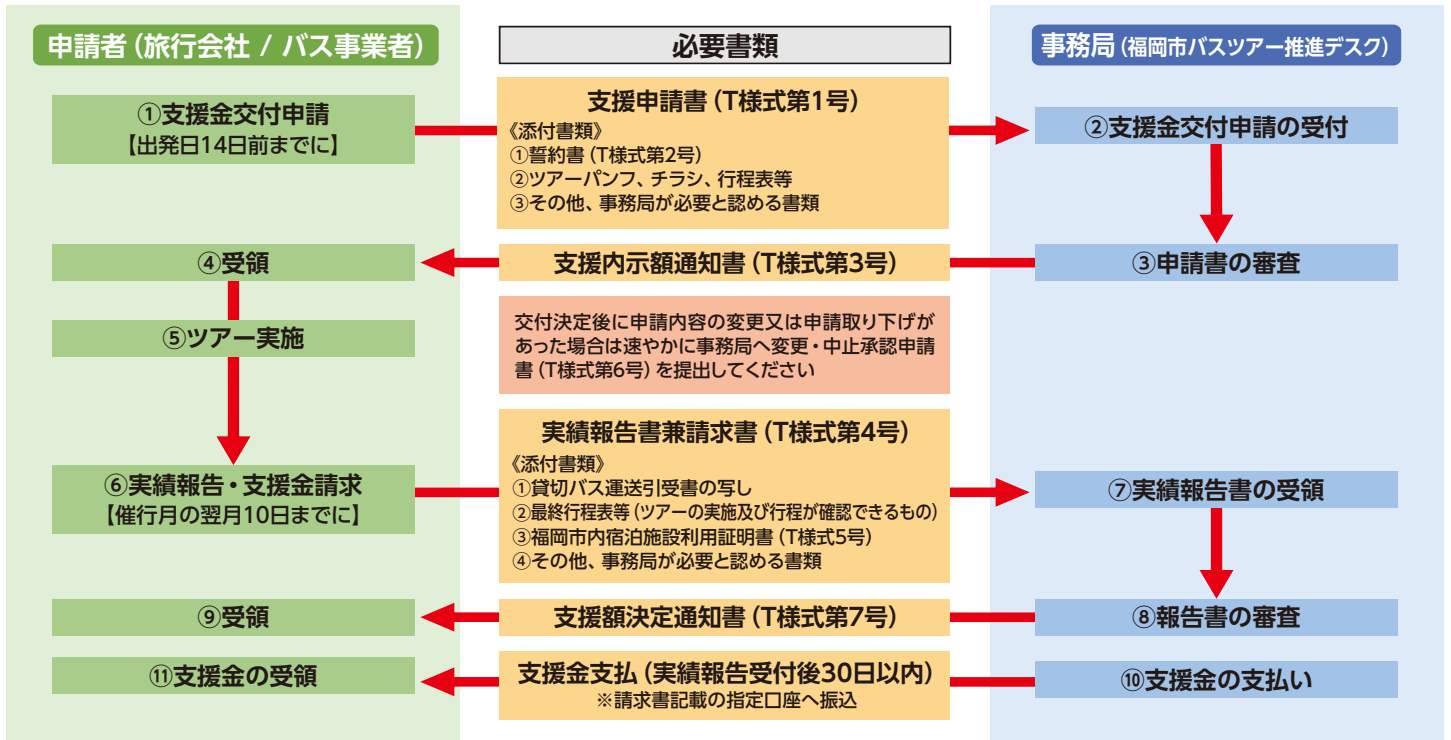 申請者(旅行会社 / バス事業者)
必要書類
事務局(福岡市バスツアー推進デスク)
①支援金交付申請
【出発日14日前までに】
支援申請書(T様式第1号)
《添付書類》
①誓約書(T様式第2号)
②ツアーパンフ、チラシ、行程表等
③その他、事務局が必要と認める書類
②支援金交付申請の受付
④受領
支援内示額通知書(T様式第3号)
③申請書の審査
⑤ツアー実施
交付決定後に申請内容の変更又は申請取り下げが
あった場合は速やかに事務局へ変更・中止承認申請
書(T様式第6号)を提出してください
⑥実績報告・支援金請求
【催行月の翌月10日までに】
実績報告書兼請求書(T様式第4号)
《添付書類》
①貸切バス運送引受書の写し
②最終行程表等(ツアーの実施及び行程が確認できるもの)
③福岡市内宿泊施設利用証明書(T様式5号)
④その他、事務局が必要と認める書類
⑦実績報告書の受領
⑨受領
支援額決定通知書(T様式第7号)
⑧報告書の審査
⑪支援金の受領
支援金支払(実績報告受付後30日以内)
※請求書記載の指定口座へ振込
⑩支援金の支払い